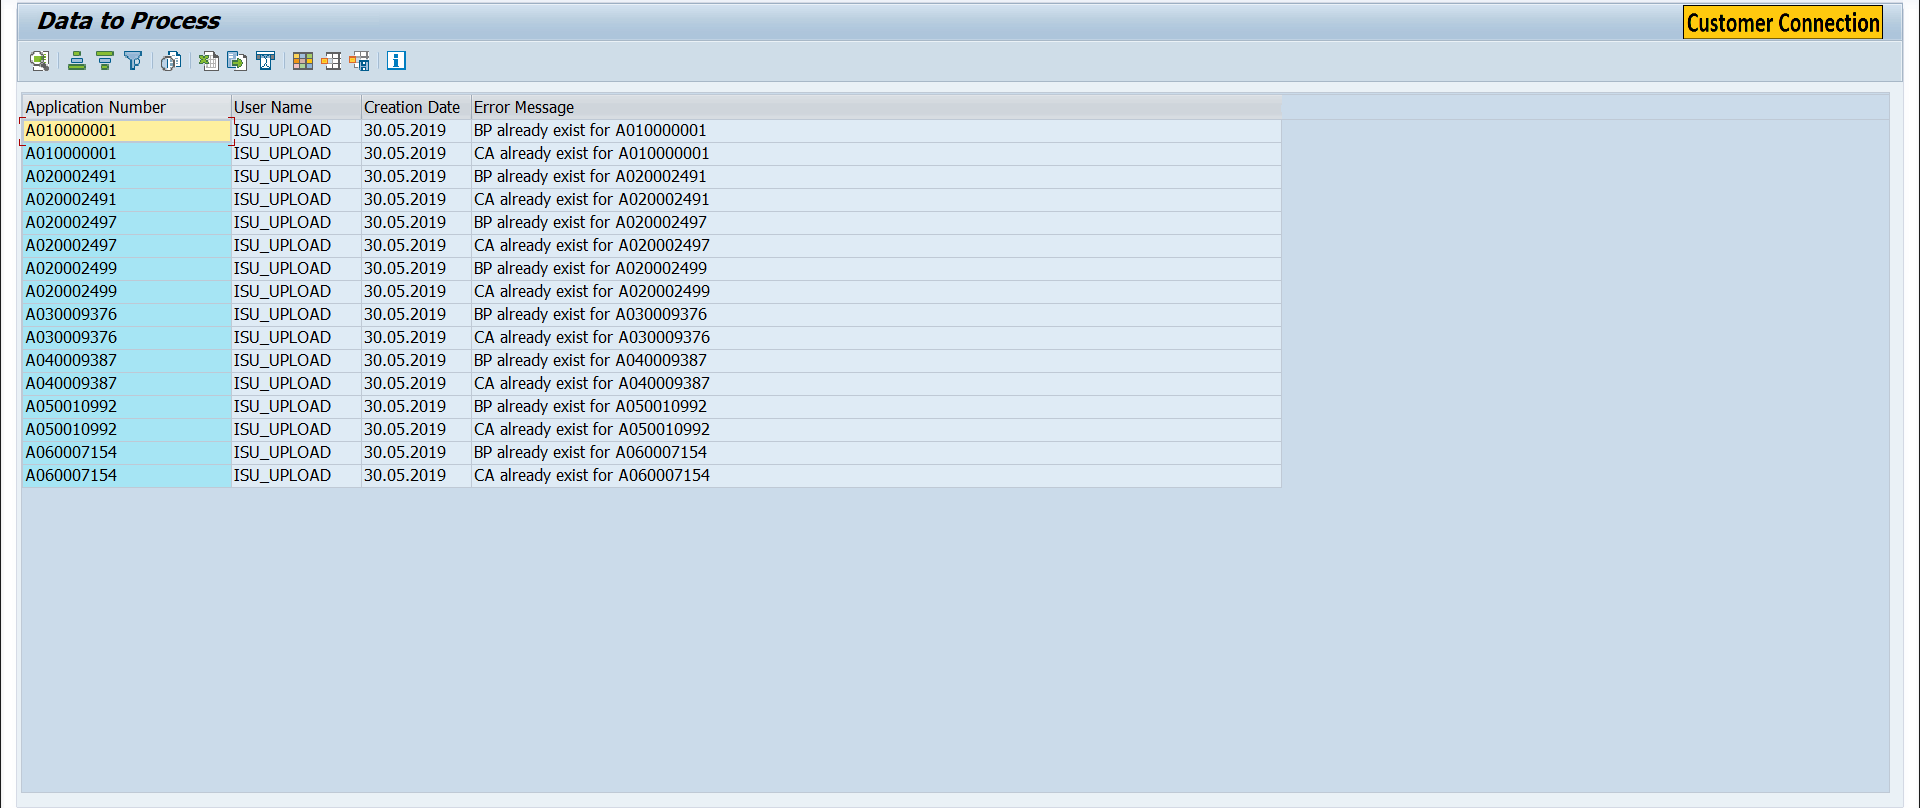 Data to Process
Customer Connection
Application Number User Name Creation Date Error Message
A010000001 ISU_UPLOAD 30.05.2019 BP already exist for A010000001
A010000001 ISU_UPLOAD 30.05.2019 CA already exist for A010000001
A020002491 ISU_UPLOAD 30.05.2019 BP already exist for A020002491
A020002491 ISU_UPLOAD 30.05.2019 CA already exist for A020002491
A020002497 ISU_UPLOAD 30.05.2019 BP already exist for A020002497
A020002497 ISU_UPLOAD 30.05.2019 CA already exist for A020002497
A020002499 ISU_UPLOAD 30.05.2019 BP already exist for A020002499
A020002499 ISU_UPLOAD 30.05.2019 CA already exist for A020002499
A030009376 ISU_UPLOAD 30.05.2019 BP already exist for A030009376
A030009376 ISU_UPLOAD 30.05.2019 CA already exist for A030009376
A040009387 ISU_UPLOAD 30.05.2019 BP already exist for A040009387
A040009387 ISU_UPLOAD 30.05.2019 CA already exist for A040009387
A050010992 ISU_UPLOAD 30.05.2019 BP already exist for A050010992
A050010992 ISU_UPLOAD 30.05.2019 CA already exist for A050010992
A060007154 ISU_UPLOAD 30.05.2019 BP already exist for A060007154
A060007154 ISU_UPLOAD 30.05.2019 CA already exist for A060007154